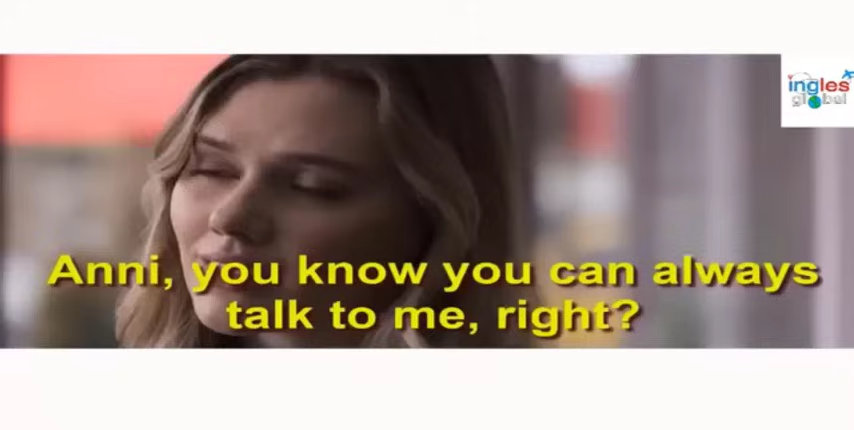 ingles
global
Anni, you know you can always
talk to me, right?